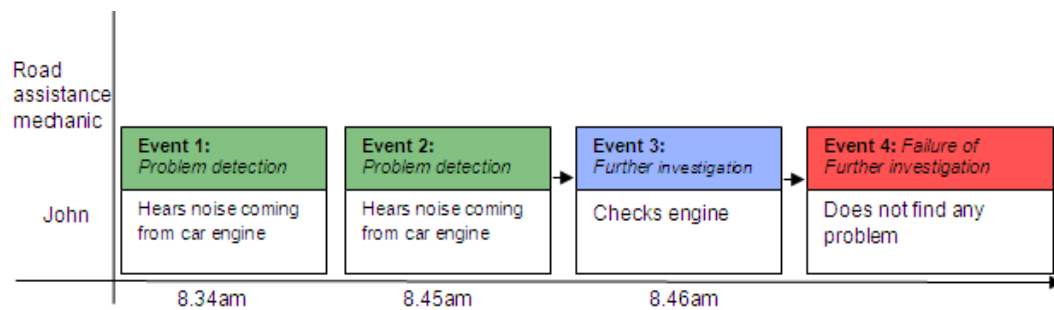 Road
assistance
mechanic
John
Event 1:
Problem detection
Hears noise coming
from car engine
Event 2:
Problem detection
Hears noise coming
from car engine
Event 3:
Further investigation
Checks engine
Event 4: Failure of
Further investigation
Does not find any
problem
8.34am
8.45am
8.46am